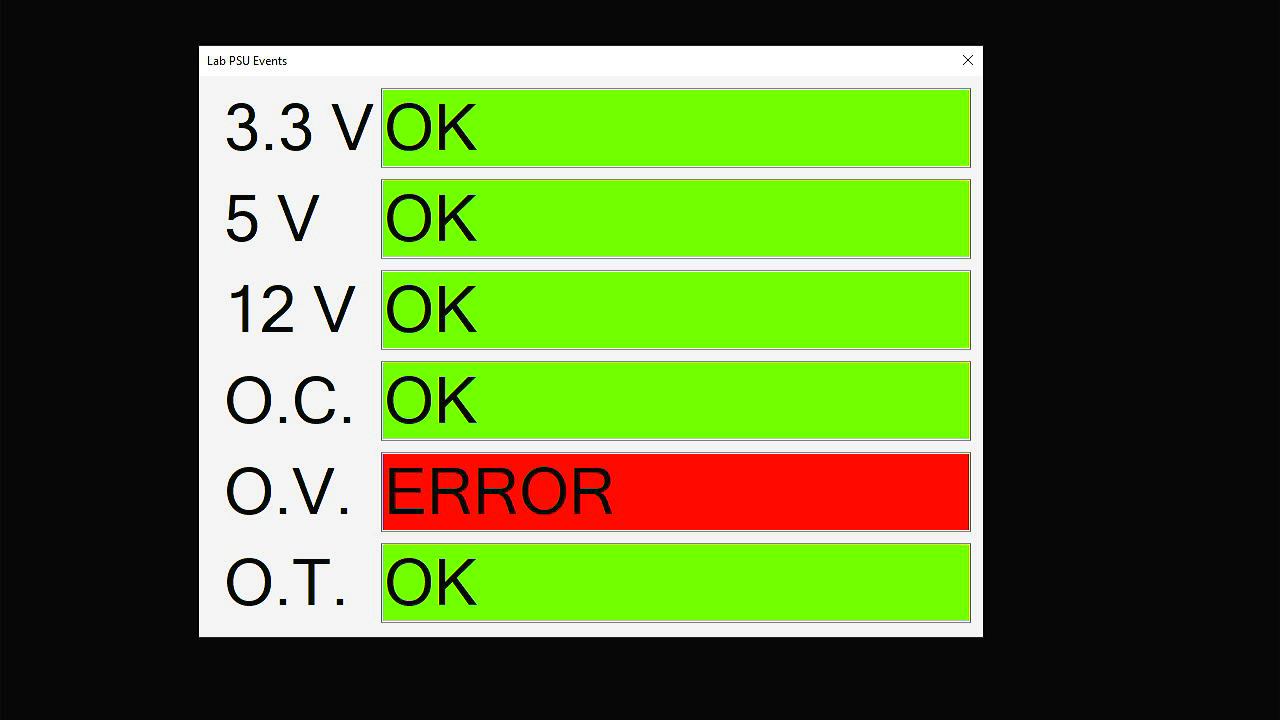 Lab PSU Events
3.3 V OK
5 V OK
12 V OK
O.C. OK
O.V. ERROR
O.T. OK